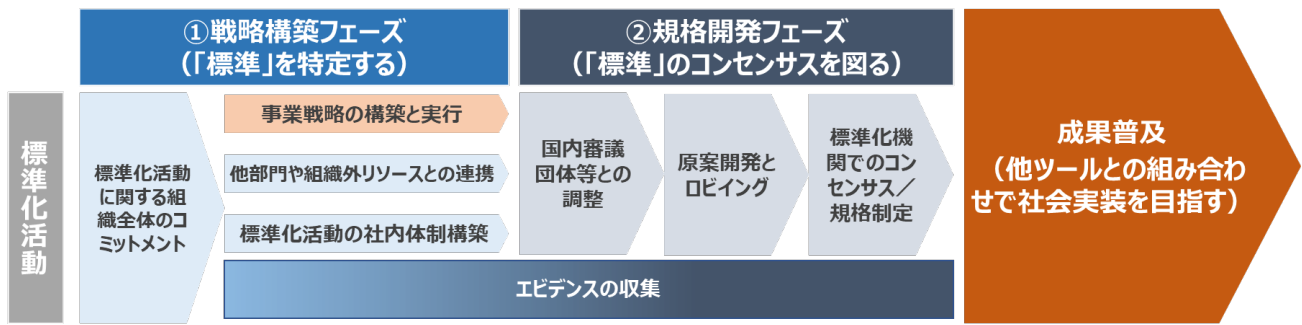 ①戦略構築フェーズ
（「標準」を特定する）
②規格開発フェーズ
（「標準」のコンセンサスを図る）
標準化活動
標準化活動
に関する組
織全体のコ
ミットメント
事業戦略の構築と実行
他部門や組織外リソースとの連携
標準化活動の社内体制構築
国内審議
団体等との
調整
原案開発と
ロビイング
標準化機
関でのコン
センサス／
規格制定
エビデンスの収集
成果普及
（他ツールとの組み合わ
せで社会実装を目指す）